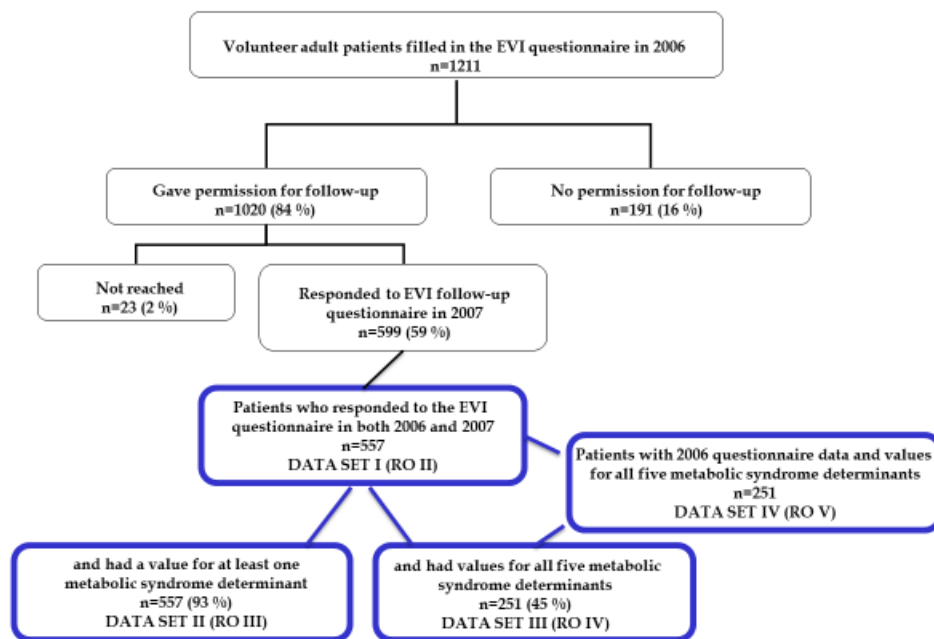 Volunteer adult patients filled in the EVI questionnaire in 2006
n=1211
Gave permission for follow-up
n=1020 (84 %)
No permission for follow-up
n=191 (16 %)
Not reached
n=23 (2 %)
Responded to EVI follow-up
questionnaire in 2007
n=599 (59 %)
Patients who responded to the EVI
questionnaire in both 2006 and 2007
n=557
DATA SET I (RO II)
Patients with 2006 questionnaire data and values
for all five metabolic syndrome determinants
n=251
DATA SET IV (RO V)
and had a value for at least one
metabolic syndrome determinant
n=557 (93 %)
DATA SET II (RO III)
and had values for all five metabolic
syndrome determinants
n=251 (45 %)
DATA SET III (RO IV)